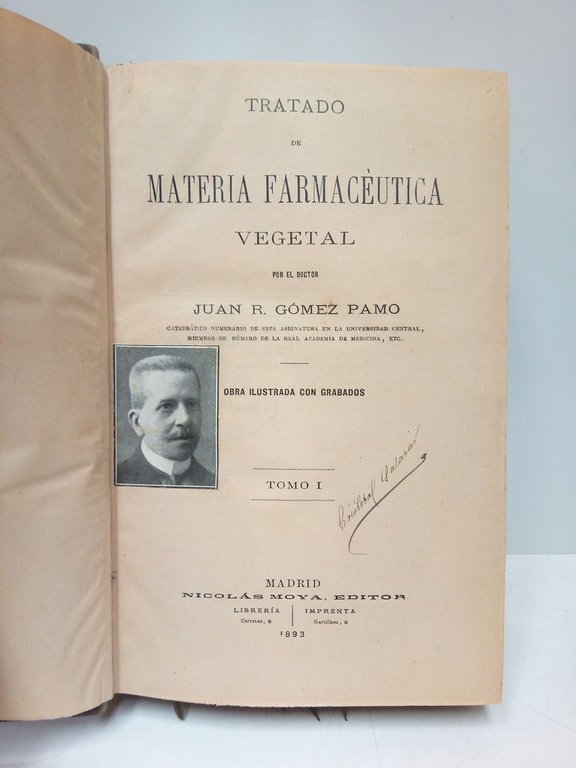 TRATADO
DE
MATERIA FARMACÉUTICA
VEGETAL
POR EL DOCTOR
JUAN R. GÓMEZ PAMO
CATEDRÁTICO NUMERARIO DE ESTA ASIGNATURA EN LA UNIVERSIDAD CENTRAL,
MIEMBRO DE NÚMERO DE LA REAL ACADEMIA DE MEDICINA, ETC.
OBRA ILUSTRADA CON GRABADOS
TOMO I
Cristobal
MADRID
NICOLÁS MOYA, EDITOR
LIBRERÍA
Carretas, 8
IMPRENTA
Garcilaso, 6
1893